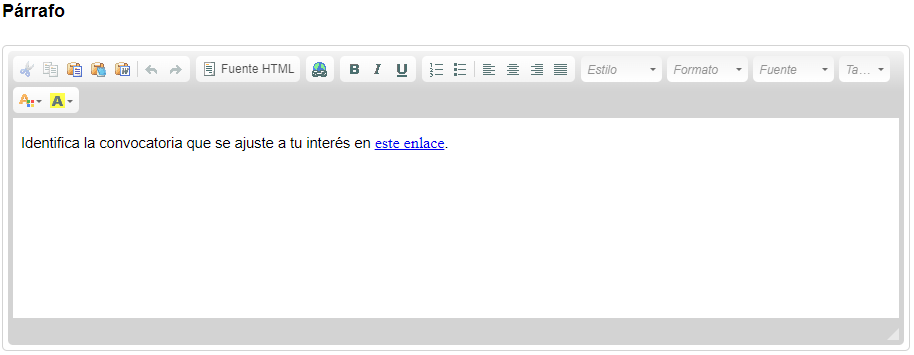 Párrafo
Fuente HTML B I U Estilo Formato Fuente Ta...
A A
Identifica la convocatoria que se ajuste a tu interés en este enlace.